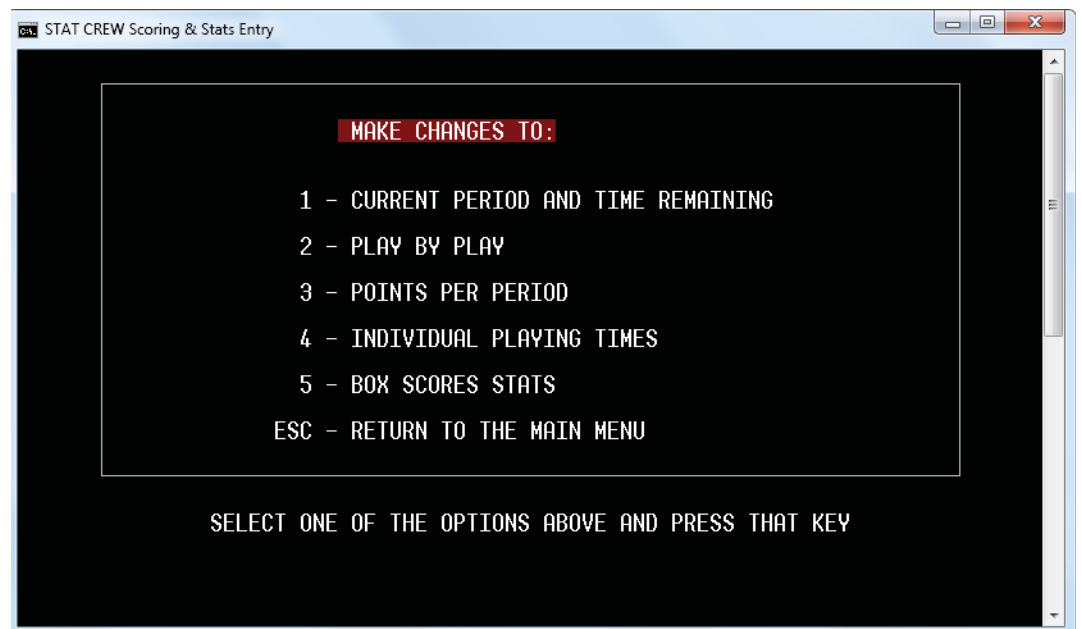 STAT CREW Scoring & Stats Entry
MAKE CHANGES TO:
1 - CURRENT PERIOD AND TIME REMAINING
2 - PLAY BY PLAY
3 - POINTS PER PERIOD
4 - INDIVIDUAL PLAYING TIMES
5 - BOX SCORES STATS
ESC - RETURN TO THE MAIN MENU
SELECT ONE OF THE OPTIONS ABOVE AND PRESS THAT KEY